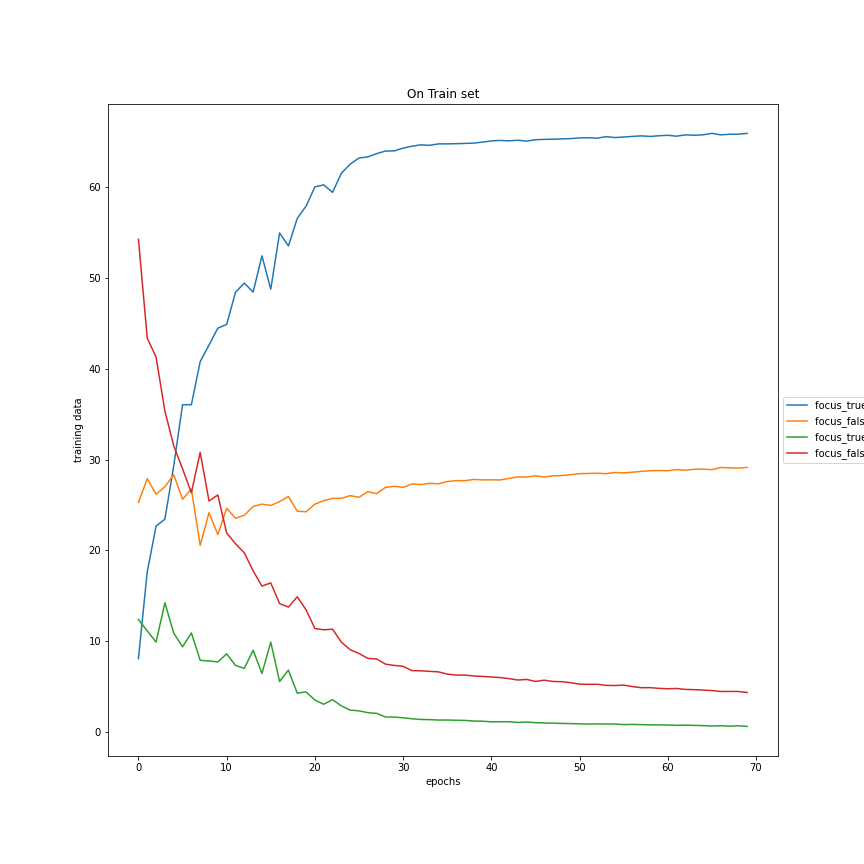 On Train set
60
50
40
30
20
10
0
training data
0 10 20 30 40 50 60 70
epochs
focus_true
focus_fals
focus_true
focus_fals